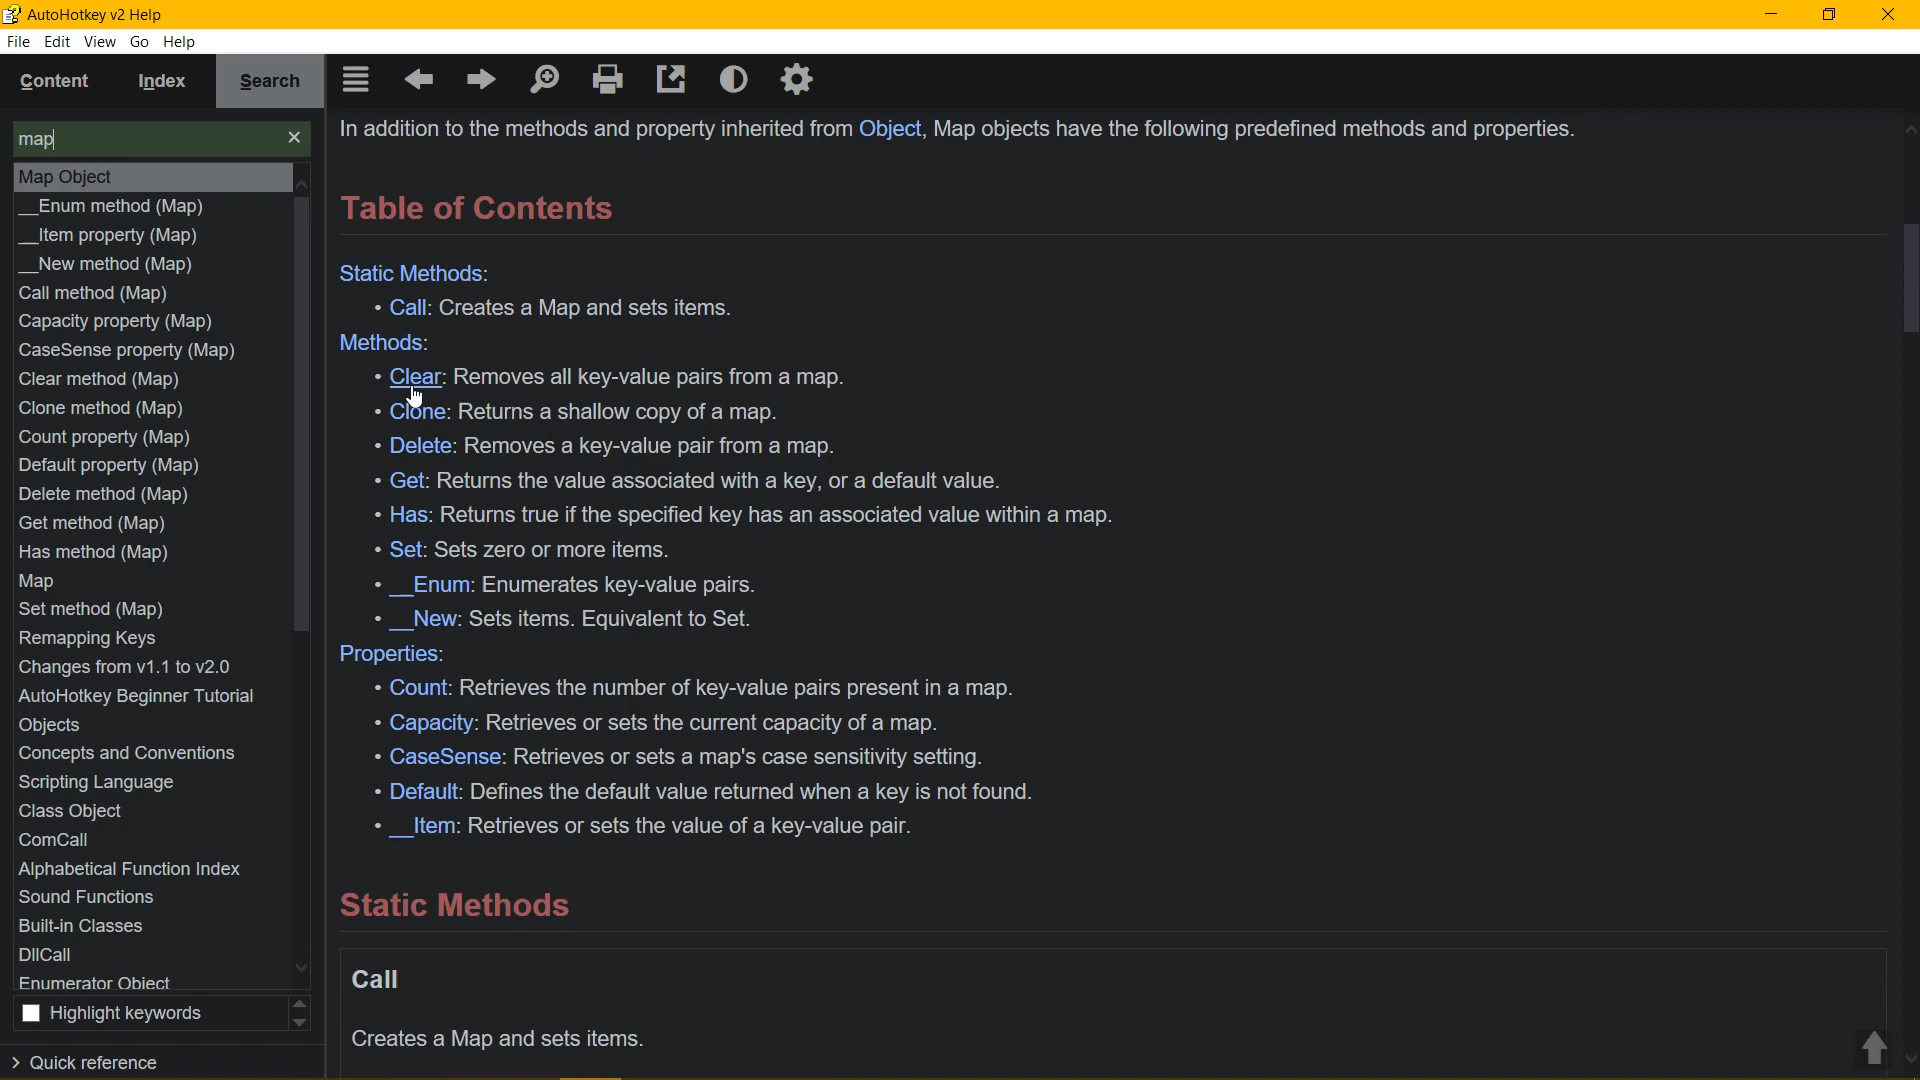 AutoHotkey v2 Help
File Edit View Go Help
Content Index Search
map
Map Object
__Enum method (Map)
__Item property (Map)
__New method (Map)
Call method (Map)
Capacity property (Map)
CaseSense property (Map)
Clear method (Map)
Clone method (Map)
Count property (Map)
Default property (Map)
Delete method (Map)
Get method (Map)
Has method (Map)
Map
Set method (Map)
Remapping Keys
Changes from v1.1 to v2.0
AutoHotkey Beginner Tutorial
Objects
Concepts and Conventions
Scripting Language
Class Object
ComCall
Alphabetical Function Index
Sound Functions
Built-in Classes
DllCall
Enumerator Object
Highlight keywords
Quick reference
In addition to the methods and property inherited from Object, Map objects have the following predefined methods and properties.
Table of Contents
Static Methods:
• Call: Creates a Map and sets items.
Methods:
• Clear: Removes all key-value pairs from a map.
• Clone: Returns a shallow copy of a map.
• Delete: Removes a key-value pair from a map.
• Get: Returns the value associated with a key, or a default value.
• Has: Returns true if the specified key has an associated value within a map.
• Set: Sets zero or more items.
• __Enum: Enumerates key-value pairs.
• __New: Sets items. Equivalent to Set.
Properties:
• Count: Retrieves the number of key-value pairs present in a map.
• Capacity: Retrieves or sets the current capacity of a map.
• CaseSense: Retrieves or sets a map's case sensitivity setting.
• Default: Defines the default value returned when a key is not found.
• __Item: Retrieves or sets the value of a key-value pair.
Static Methods
Call
Creates a Map and sets items.